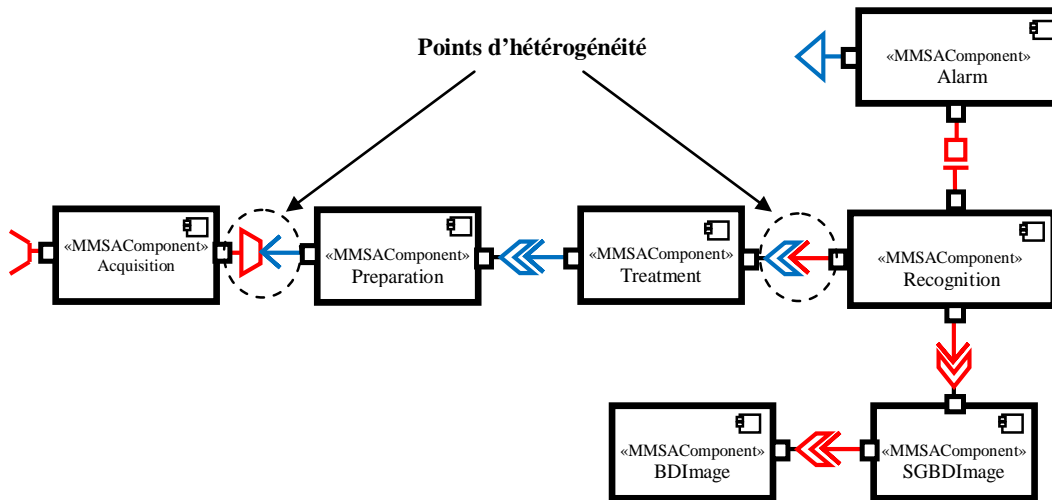 Points d’hétérogénéité
«MMSAComponent»
Alarm
«MMSAComponent»
Acquisition
«MMSAComponent»
Preparation
«MMSAComponent»
Treatment
«MMSAComponent»
Recognition
«MMSAComponent»
BDImage
«MMSAComponent»
SGBDImage